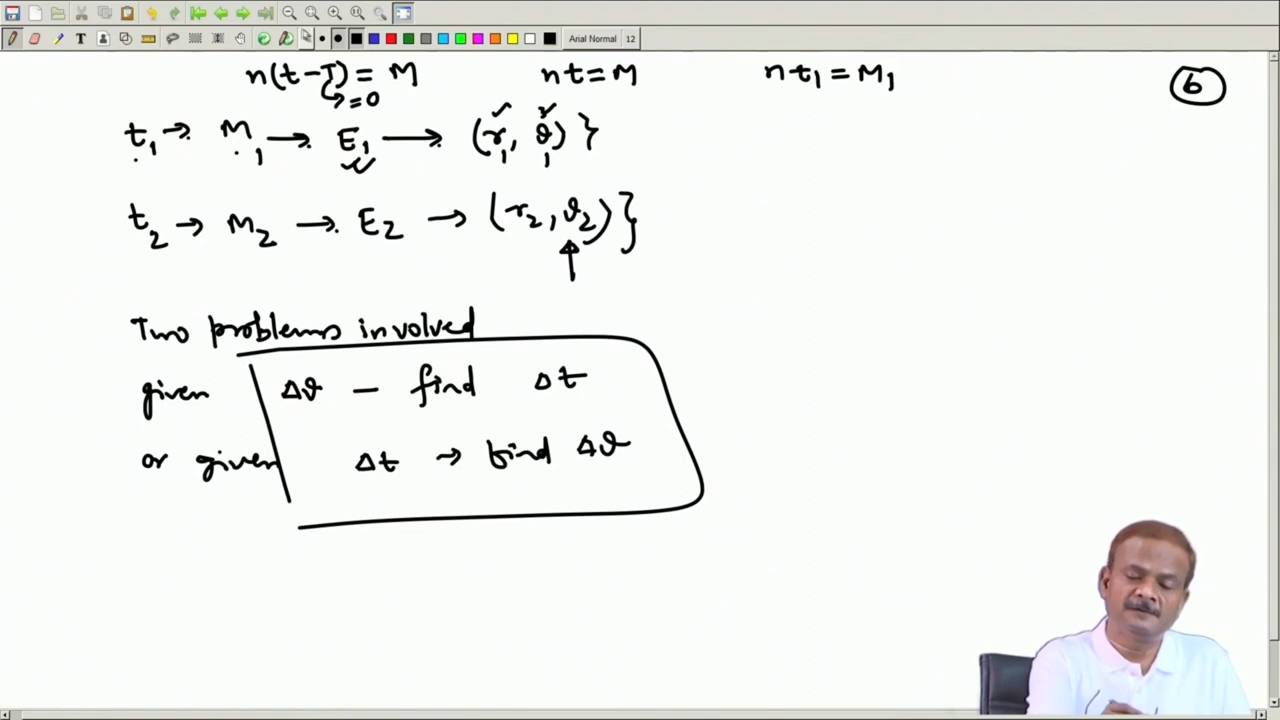 Arial Normal 12
n(t-T) = M    nt = M    nt₁ = M₁    6
↳ = 0
t₁ → M₁ → E₁ → (r₁, θ₁) }
t₂ → M₂ → E₂ → (r₂, θ₂) }
Two problems involved
given Δθ – find Δt
or given Δt → find Δθ